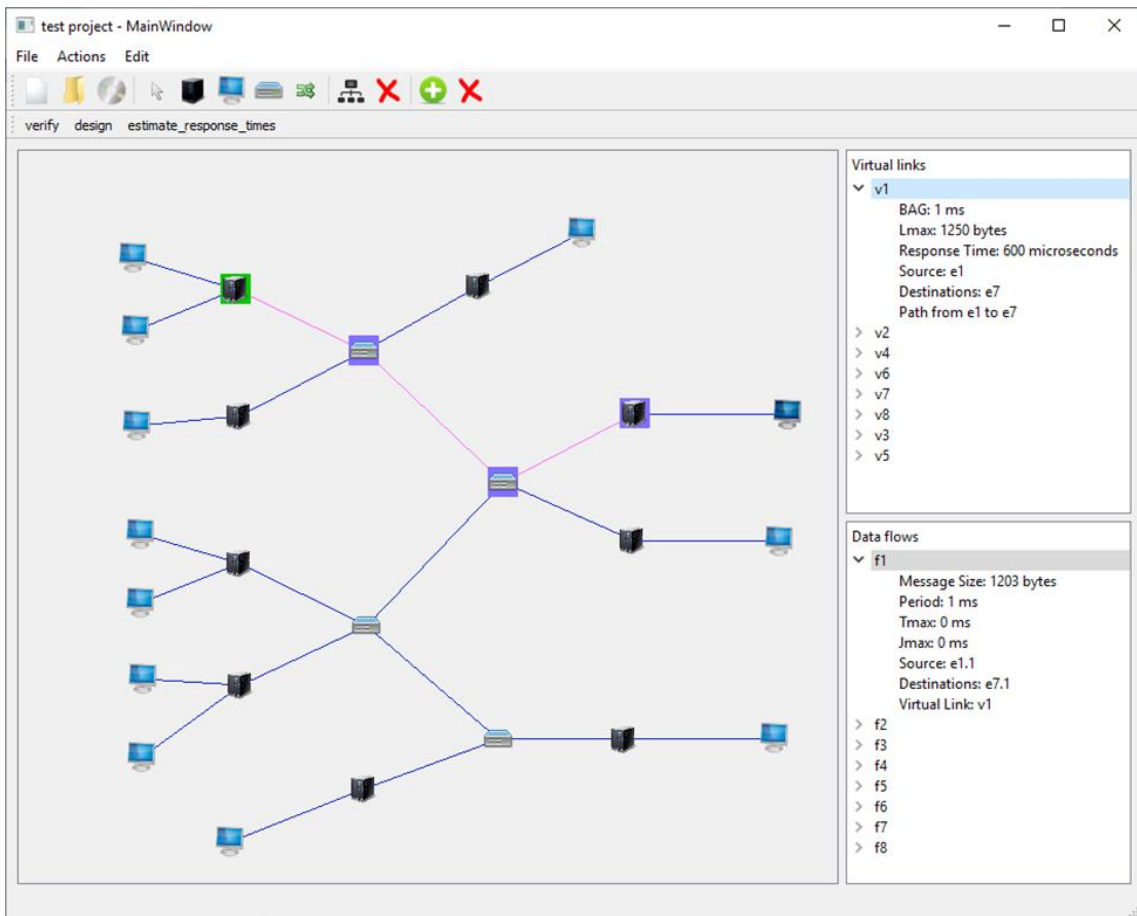 test project - MainWindow
File Actions Edit
verify design estimate_response_times
Virtual links
v1
BAG: 1 ms
Lmax: 1250 bytes
Response Time: 600 microseconds
Source: e1
Destinations: e7
Path from e1 to e7
v2
v4
v6
v7
v8
v3
v5
Data flows
f1
Message Size: 1203 bytes
Period: 1 ms
Tmax: 0 ms
Jmax: 0 ms
Source: e1.1
Destinations: e7.1
Virtual Link: v1
f2
f3
f4
f5
f6
f7
f8